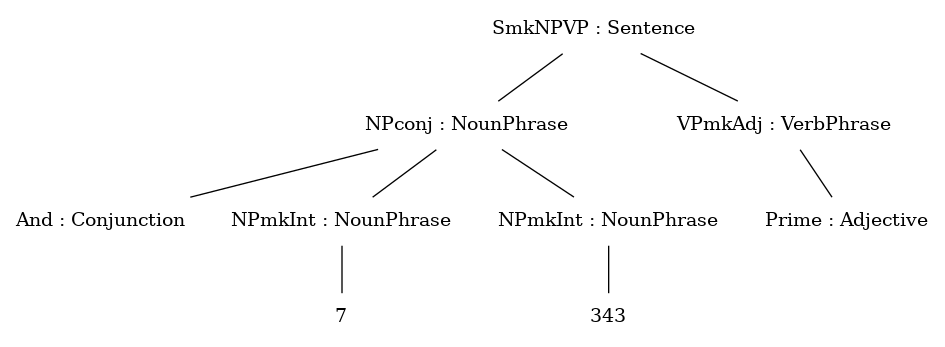 SmkNPVP : Sentence
NPconj : NounPhrase VPmkAdj : VerbPhrase
And : Conjunction NPmkInt : NounPhrase NPmkInt : NounPhrase Prime : Adjective
7 343